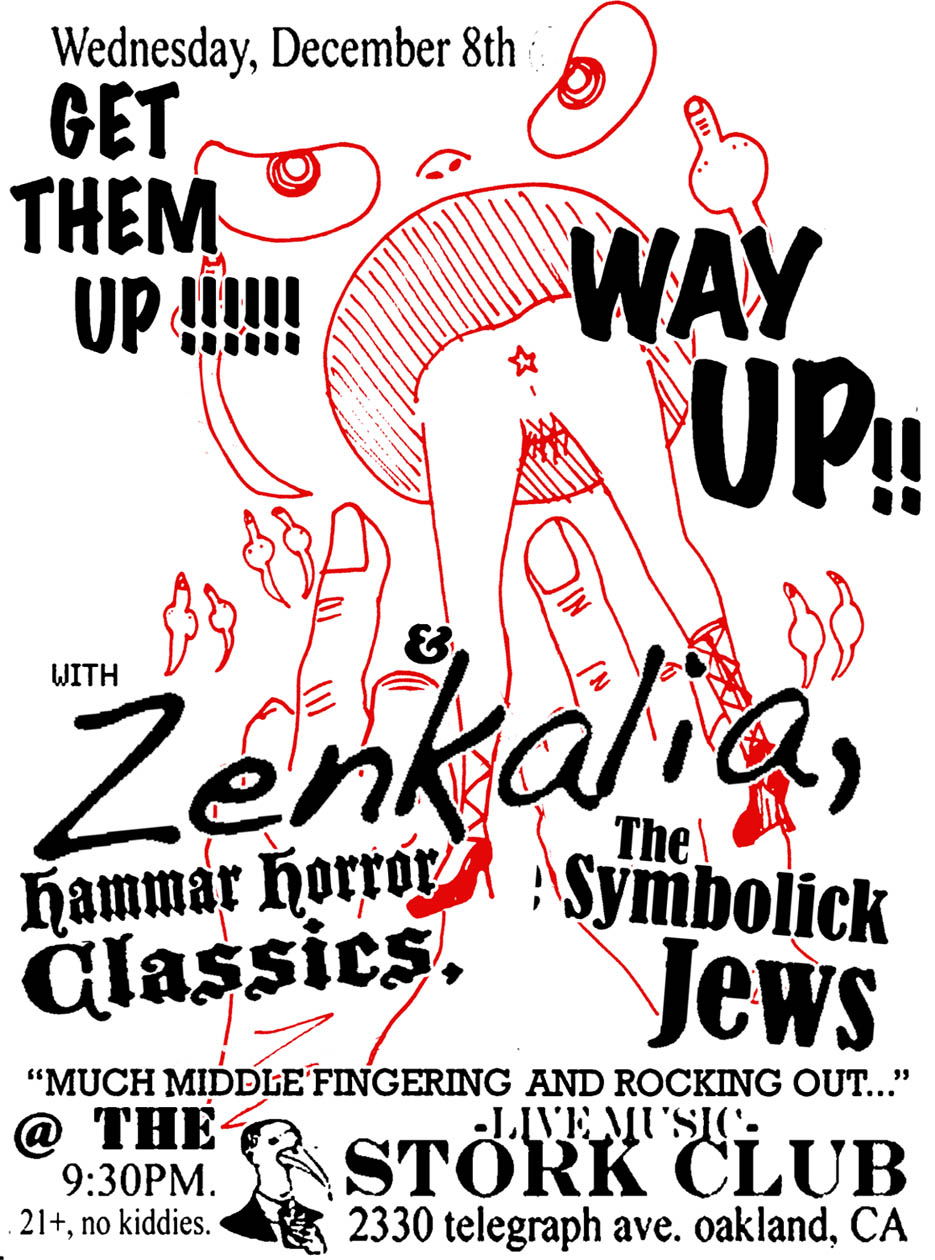 Wednesday, December 8th
GET
THEM
UP !!!!!!
WAY
UP!!
WITH
&
Zenkalia,
Hammar Horror
Classics,
The
Symbolick
Jews
“MUCH MIDDLE FINGERING AND ROCKING OUT...”
@ THE
-LIVE MUSIC-
STORK CLUB
9:30PM.
21+, no kiddies.
2330 telegraph ave. oakland, CA